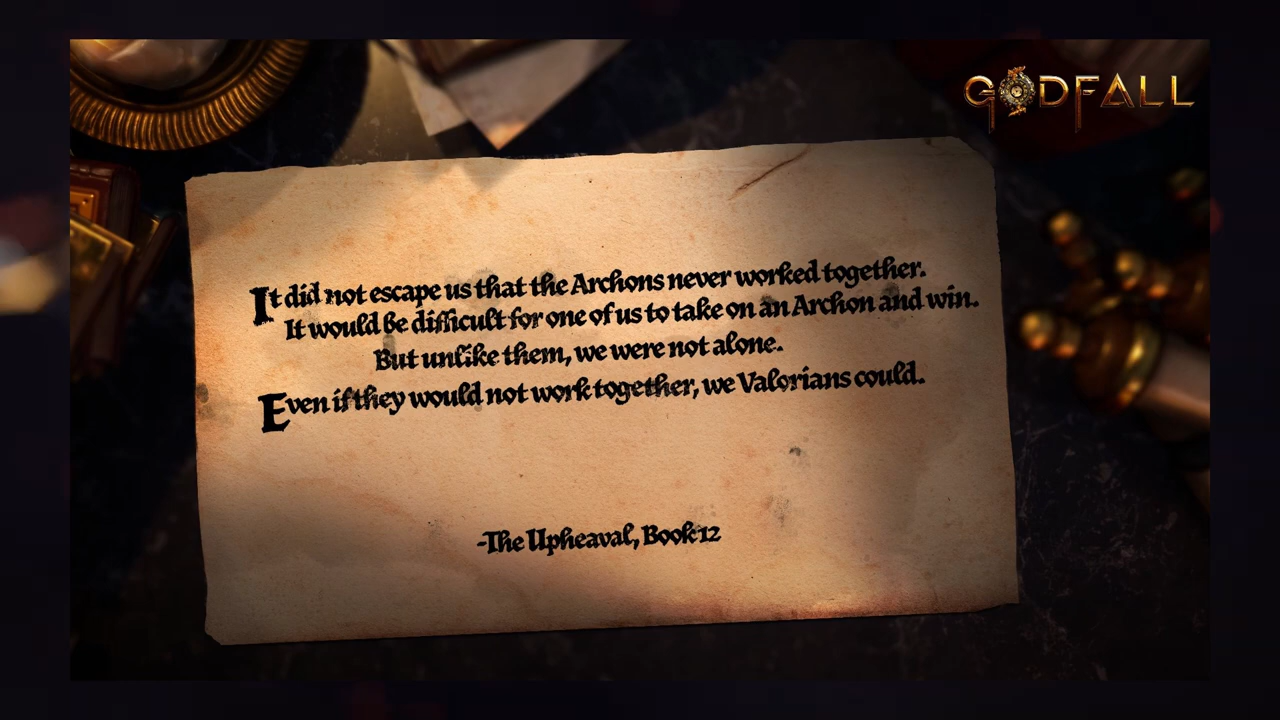 GODFALL
It did not escape us that the Archons never worked together.
It would be difficult for one of us to take on an Archon and win.
But unlike them, we were not alone.
Even if they would not work together, we Valorians could.
-The Upheaval, Book 12